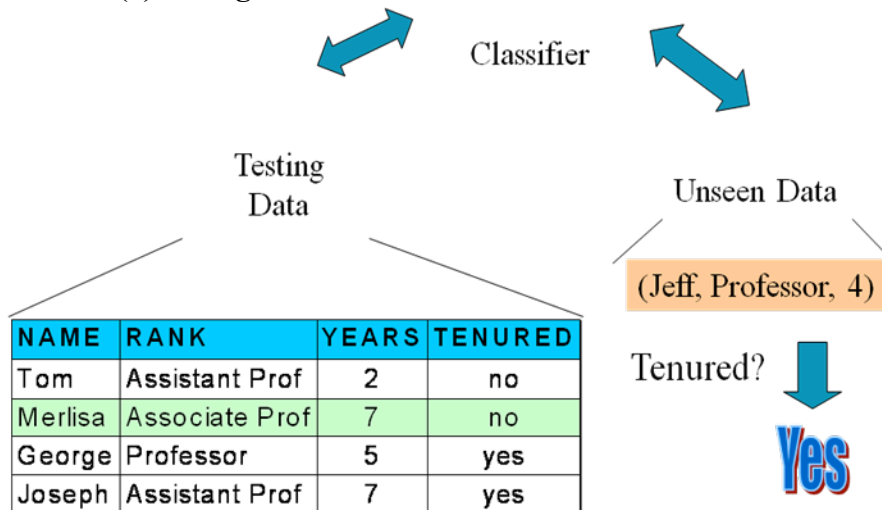 Classifier
Testing
Data
Unseen Data
(Jeff, Professor, 4)
NAME RANK YEARS TENURED
Tom Assistant Prof 2 no
Merlisa Associate Prof 7 no
George Professor 5 yes
Joseph Assistant Prof 7 yes
Tenured?
Yes